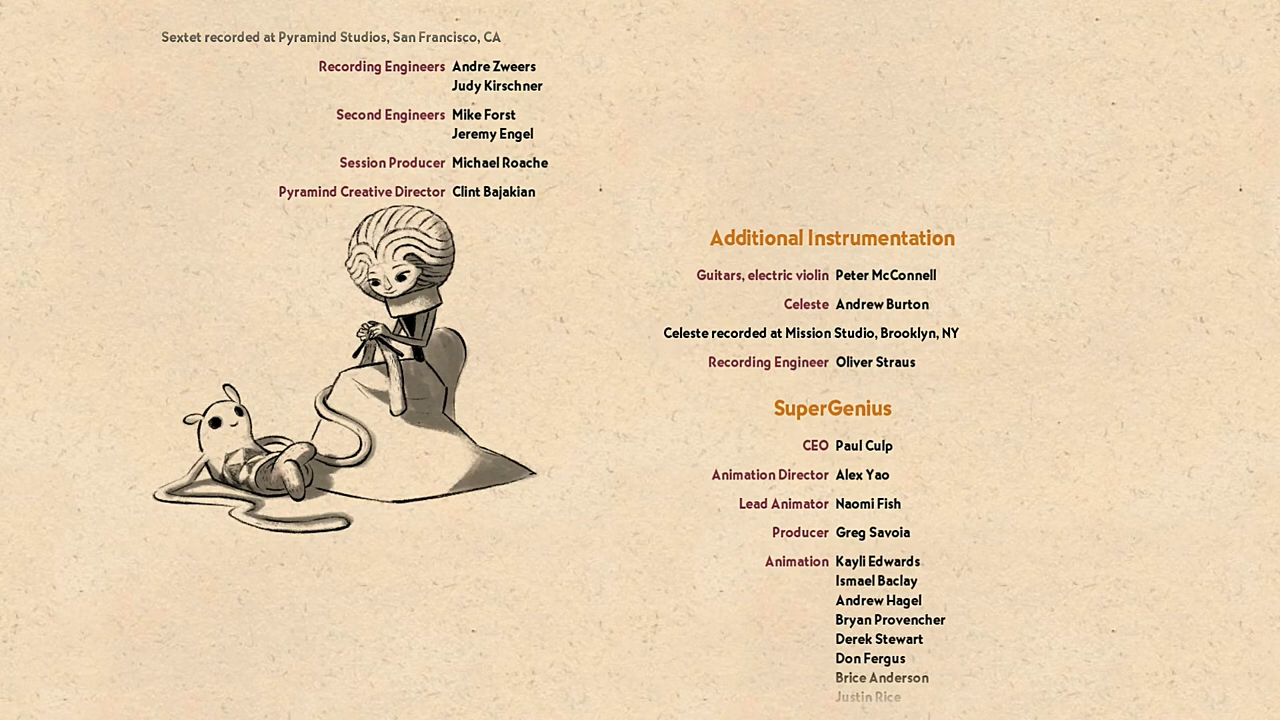 Sextet recorded at Pyramind Studios, San Francisco, CA
Recording Engineers Andre Zweers
Judy Kirschner
Second Engineers Mike Forst
Jeremy Engel
Session Producer Michael Roache
Pyramind Creative Director Clint Bajakian
Additional Instrumentation
Guitars, electric violin Peter McConnell
Celeste Andrew Burton
Celeste recorded at Mission Studio, Brooklyn, NY
Recording Engineer Oliver Straus
SuperGenius
CEO Paul Culp
Animation Director Alex Yao
Lead Animator Naomi Fish
Producer Greg Savoia
Animation Kayli Edwards
Ismael Baclay
Andrew Hagel
Bryan Provencher
Derek Stewart
Don Fergus
Brice Anderson
Justin Rice